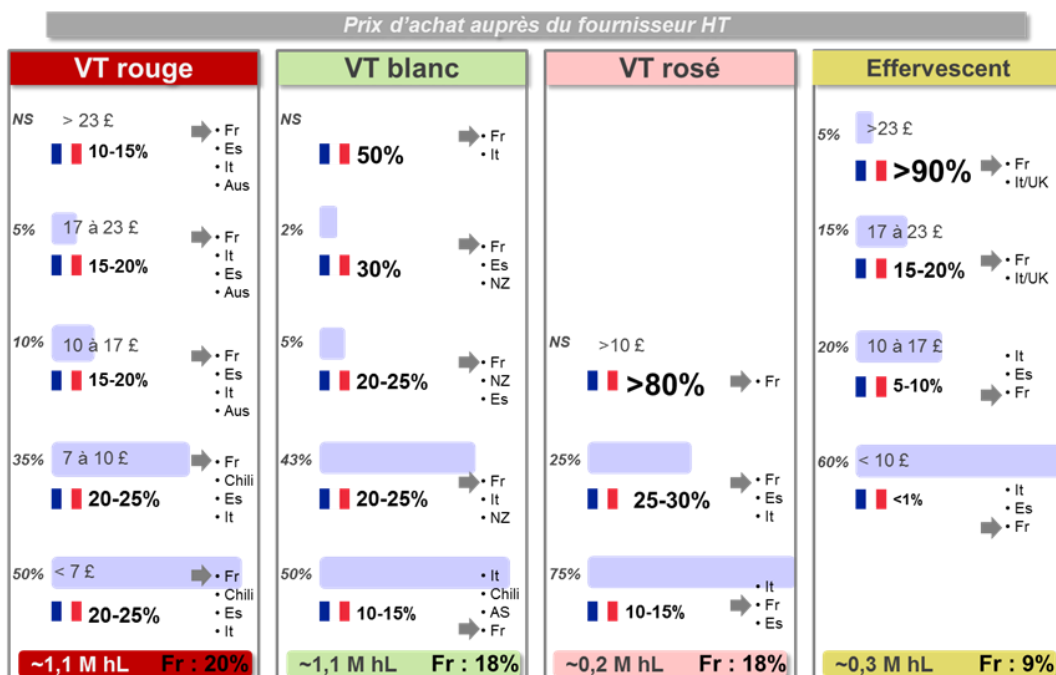 Prix d'achat auprès du fournisseur HT
VT rouge
NS
> 23 £
10-15%
• Fr
• Es
• It
• Aus
5%
17 à 23 £
15-20%
• Fr
• It
• Es
• Aus
10%
10 à 17 £
15-20%
• Fr
• Es
• It
• Aus
35%
7 à 10 £
20-25%
• Fr
• Chili
• Es
• It
50%
< 7 £
20-25%
• Fr
• Chili
• Es
• It
~1,1 M hL Fr : 20%
VT blanc
NS
50%
• Fr
• It
2%
30%
• Fr
• Es
• NZ
5%
20-25%
• Fr
• NZ
• Es
43%
20-25%
• Fr
• It
• NZ
50%
10-15%
• It
• Chili
• AS
• Fr
~1,1 M hL Fr : 18%
VT rosé
NS
>10 £
>80%
• Fr
25%
25-30%
• Fr
• Es
• It
75%
10-15%
• It
• Fr
• Es
~0,2 M hL Fr : 18%
Effervescent
5%
>23 £
>90%
• Fr
• It/UK
15%
17 à 23 £
15-20%
• Fr
• It/UK
20%
10 à 17 £
5-10%
• It
• Es
• Fr
60%
< 10 £
<1%
• It
• Es
• Fr
~0,3 M hL Fr : 9%